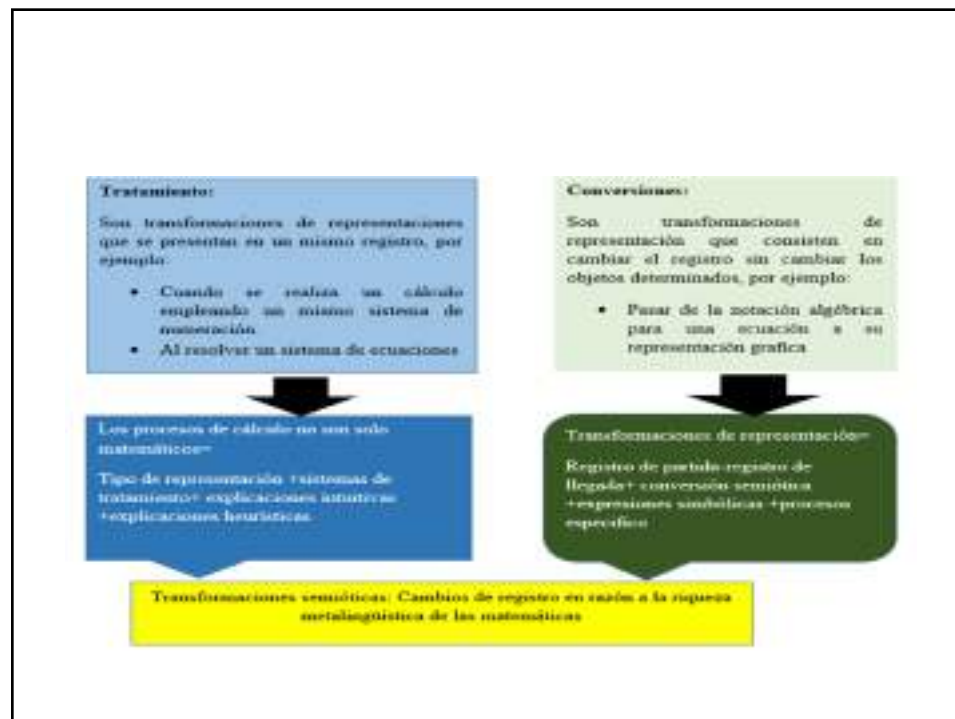 Tratamiento:
Son transformaciones de representaciones
que se presentan en un mismo registro, por
ejemplo:
• Cuando se realiza un cálculo
empleando un mismo sistema de
numeración
• Al resolver un sistema de ecuaciones
Los procesos de cálculo no son solo
matemáticos=
Tipo de representación +sistemas de
tratamiento+ explicaciones intuitivas
+explicaciones heurísticas
Conversiones:
Son transformaciones de
representación que consisten en
cambiar el registro sin cambiar los
objetos determinados, por ejemplo:
• Pasar de la notación algébrica
para una ecuación a su
representación grafica
Transformaciones de representación=
Registro de partida-registro de
llegada+ conversión semiótica
+expresiones simbólicas +procesos
especifico
Transformaciones semióticas: Cambios de registro en razón a la riqueza
metalingüística de las matemáticas